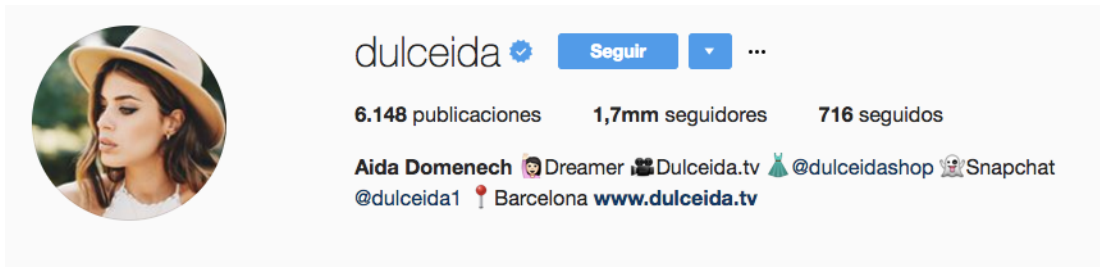 dulceida Seguir ...
6.148 publicaciones 1,7mm seguidores 716 seguidos
Aida Domenech 🙋🏻Dreamer 🎥Dulceida.tv 👗@dulceidashop 👻Snapchat
@dulceida1 📍Barcelona www.dulceida.tv